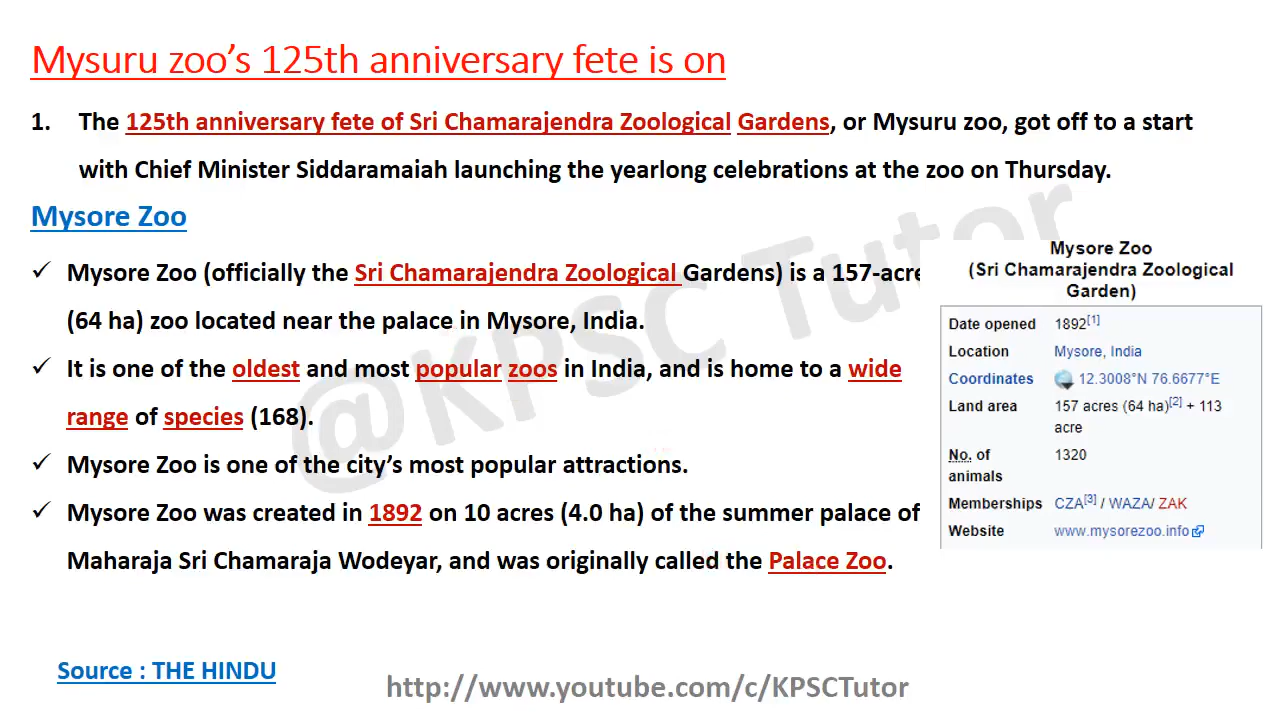 Mysuru zoo’s 125th anniversary fete is on
1. The 125th anniversary fete of Sri Chamarajendra Zoological Gardens, or Mysuru zoo, got off to a start
with Chief Minister Siddaramaiah launching the yearlong celebrations at the zoo on Thursday.
Mysore Zoo
✓ Mysore Zoo (officially the Sri Chamarajendra Zoological Gardens) is a 157-acre
(64 ha) zoo located near the palace in Mysore, India.
✓ It is one of the oldest and most popular zoos in India, and is home to a wide
range of species (168).
✓ Mysore Zoo is one of the city’s most popular attractions.
✓ Mysore Zoo was created in 1892 on 10 acres (4.0 ha) of the summer palace of
Maharaja Sri Chamaraja Wodeyar, and was originally called the Palace Zoo.
Mysore Zoo
(Sri Chamarajendra Zoological
Garden)
Date opened 1892[1]
Location Mysore, India
Coordinates 12.3008°N 76.6677°E
Land area 157 acres (64 ha)[2] + 113
acre
No. of 1320
animals
Memberships CZA[3] / WAZA/ ZAK
Website www.mysorezoo.info
@KPSC Tutor
Source : THE HINDU
http://www.youtube.com/c/KPSCTutor